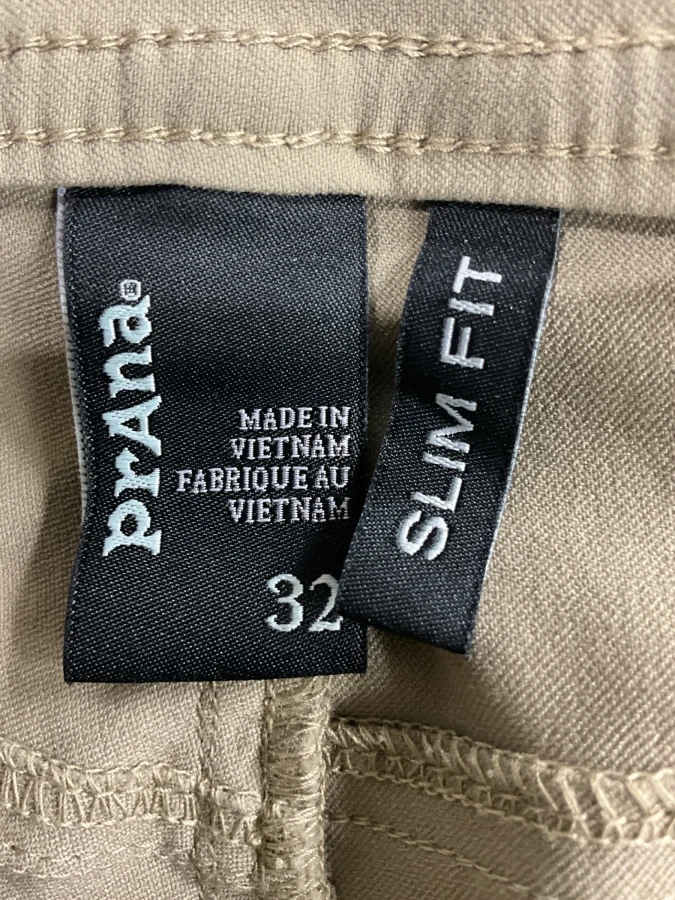 prAna®
MADE IN
VIETNAM
FABRIQUE AU
VIETNAM
32
SLIM FIT